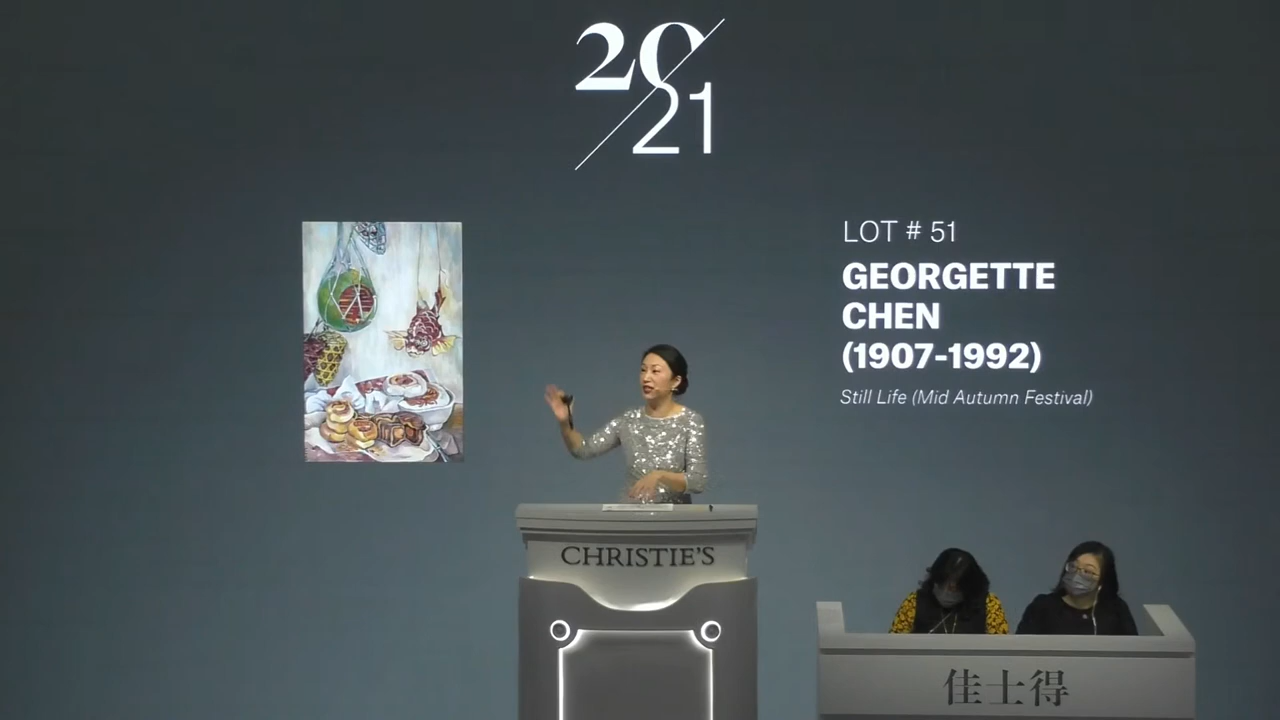 20
21
LOT # 51
GEORGETTE
CHEN
(1907-1992)
Still Life (Mid Autumn Festival)
CHRISTIE'S
佳士得